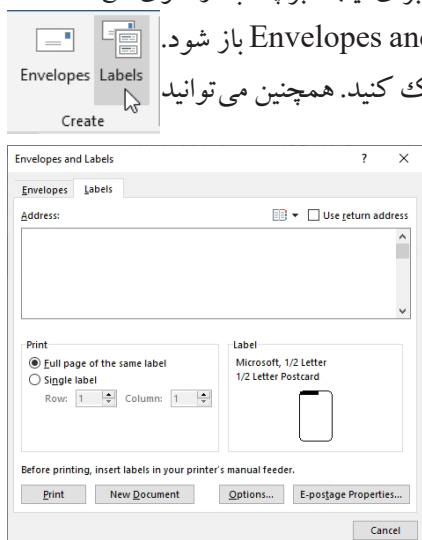 Envelopes and باز شود.
ک کنید. همچنین می‌توانید
Envelopes Labels
Create
Envelopes and Labels ? ×
Envelopes Labels
Address: Use return address
Print Label
Full page of the same label Microsoft, 1/2 Letter
Single label 1/2 Letter Postcard
Row: 1 Column: 1
Before printing, insert labels in your printer's manual feeder.
Print New Document Options... E-postage Properties...
Cancel